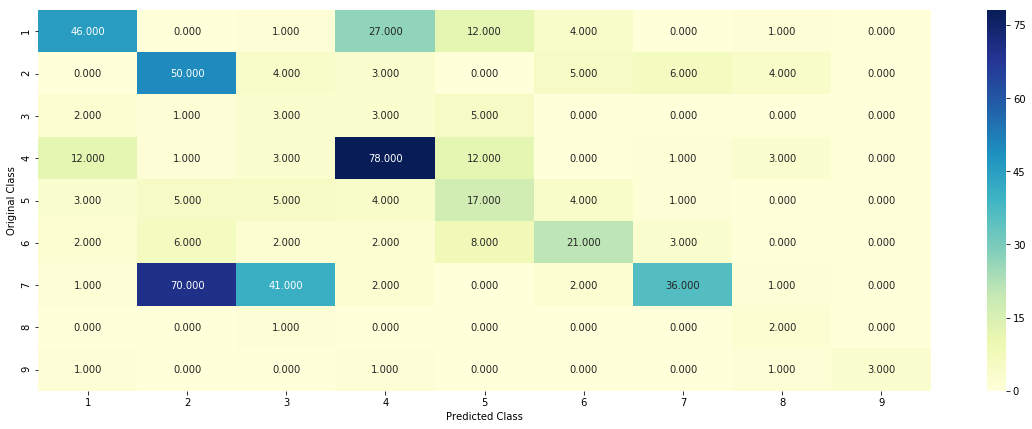 1 46.000 0.000 1.000 27.000 12.000 4.000 0.000 1.000 0.000
2 0.000 50.000 4.000 3.000 0.000 5.000 6.000 4.000 0.000
3 2.000 1.000 3.000 3.000 5.000 0.000 0.000 0.000 0.000
4 12.000 1.000 3.000 78.000 12.000 0.000 1.000 3.000 0.000
5 3.000 5.000 5.000 4.000 17.000 4.000 1.000 0.000 0.000
6 2.000 6.000 2.000 2.000 8.000 21.000 3.000 0.000 0.000
7 1.000 70.000 41.000 2.000 0.000 2.000 36.000 1.000 0.000
8 0.000 0.000 1.000 0.000 0.000 0.000 0.000 2.000 0.000
9 1.000 0.000 0.000 1.000 0.000 0.000 0.000 1.000 3.000
1 2 3 4 5 6 7 8 9
Predicted Class
Original Class
75
60
45
30
15
0